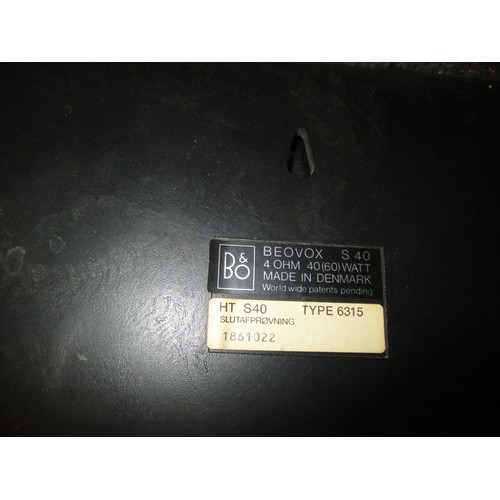 B&O
BEOVOX S 40
4 OHM 40(60)WATT
MADE IN DENMARK
World wide patents pending
HT S40 TYPE 6315
SLUTAFPRØVNING
1861022